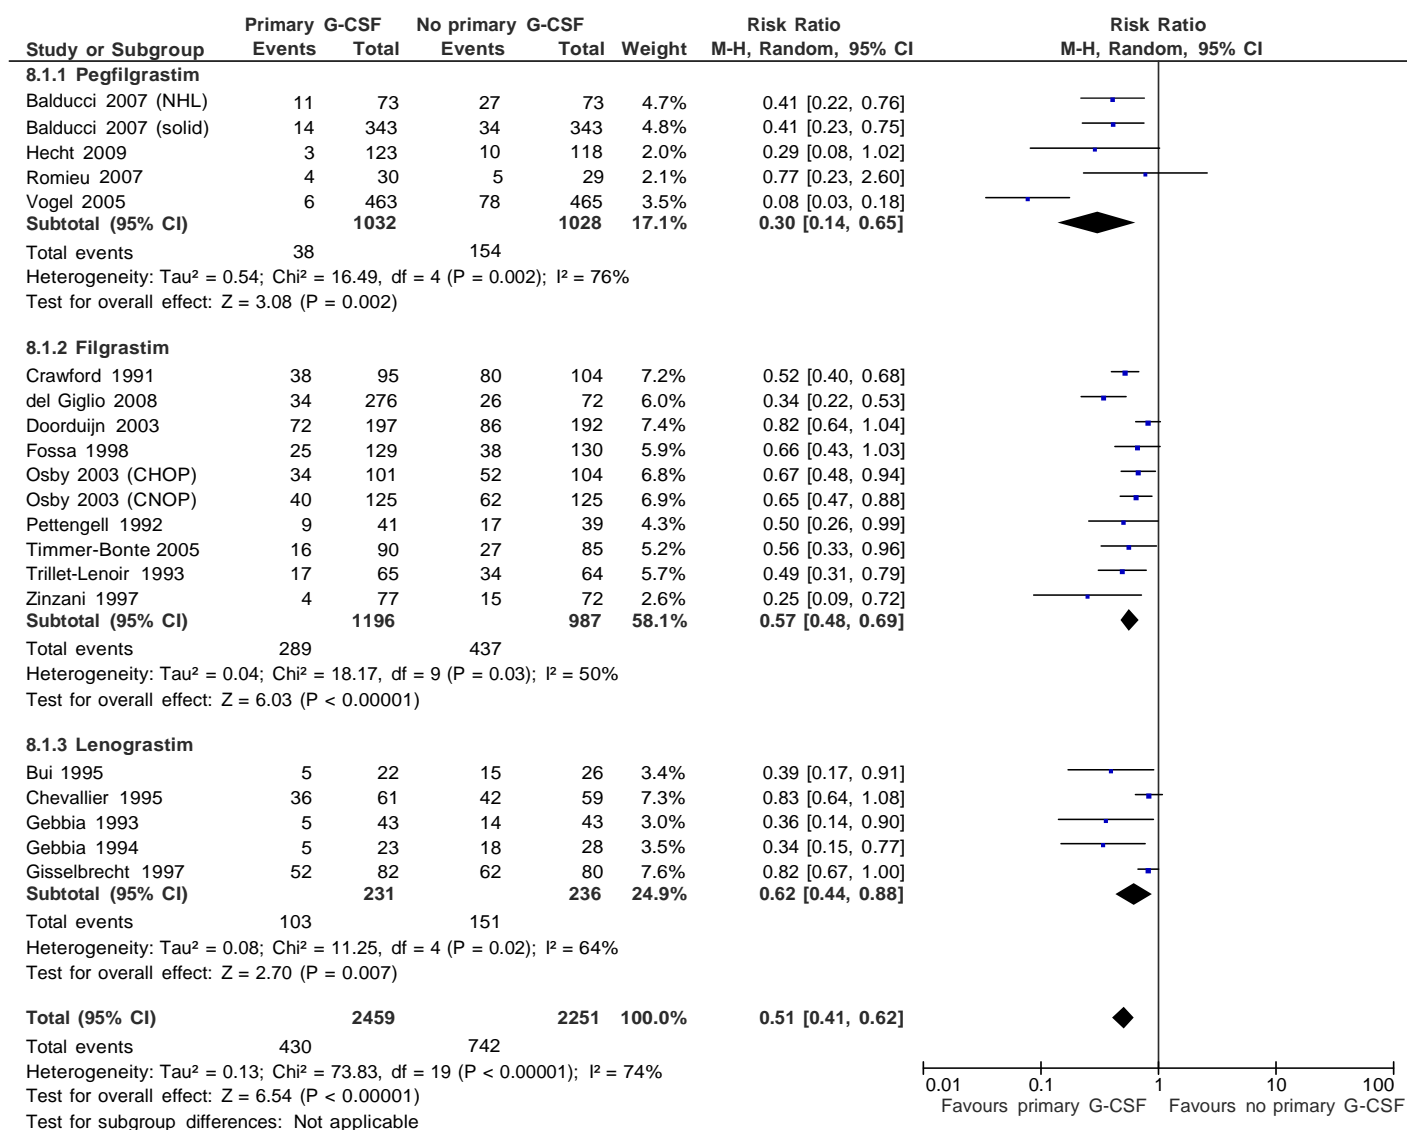 Primary G-CSF No primary G-CSF Risk Ratio Risk Ratio
Study or Subgroup Events Total Events Total Weight M-H, Random, 95% CI M-H, Random, 95% CI
8.1.1 Pegfilgrastim
Balducci 2007 (NHL) 11 73 27 73 4.7% 0.41 [0.22, 0.76]
Balducci 2007 (solid) 14 343 34 343 4.8% 0.41 [0.23, 0.75]
Hecht 2009 3 123 10 118 2.0% 0.29 [0.08, 1.02]
Romieu 2007 4 30 5 29 2.1% 0.77 [0.23, 2.60]
Vogel 2005 6 463 78 465 3.5% 0.08 [0.03, 0.18]
Subtotal (95% CI) 1032 1028 17.1% 0.30 [0.14, 0.65]
Total events 38 154
Heterogeneity: Tau² = 0.54; Chi² = 16.49, df = 4 (P = 0.002); I² = 76%
Test for overall effect: Z = 3.08 (P = 0.002)
8.1.2 Filgrastim
Crawford 1991 38 95 80 104 7.2% 0.52 [0.40, 0.68]
del Giglio 2008 34 276 26 72 6.0% 0.34 [0.22, 0.53]
Doorduijn 2003 72 197 86 192 7.4% 0.82 [0.64, 1.04]
Fossa 1998 25 129 38 130 5.9% 0.66 [0.43, 1.03]
Osby 2003 (CHOP) 34 101 52 104 6.8% 0.67 [0.48, 0.94]
Osby 2003 (CNOP) 40 125 62 125 6.9% 0.65 [0.47, 0.88]
Pettengell 1992 9 41 17 39 4.3% 0.50 [0.26, 0.99]
Timmer-Bonte 2005 16 90 27 85 5.2% 0.56 [0.33, 0.96]
Trillet-Lenoir 1993 17 65 34 64 5.7% 0.49 [0.31, 0.79]
Zinzani 1997 4 77 15 72 2.6% 0.25 [0.09, 0.72]
Subtotal (95% CI) 1196 987 58.1% 0.57 [0.48, 0.69]
Total events 289 437
Heterogeneity: Tau² = 0.04; Chi² = 18.17, df = 9 (P = 0.03); I² = 50%
Test for overall effect: Z = 6.03 (P < 0.00001)
8.1.3 Lenograstim
Bui 1995 5 22 15 26 3.4% 0.39 [0.17, 0.91]
Chevallier 1995 36 61 42 59 7.3% 0.83 [0.64, 1.08]
Gebbia 1993 5 43 14 43 3.0% 0.36 [0.14, 0.90]
Gebbia 1994 5 23 18 28 3.5% 0.34 [0.15, 0.77]
Gisselbrecht 1997 52 82 62 80 7.6% 0.82 [0.67, 1.00]
Subtotal (95% CI) 231 236 24.9% 0.62 [0.44, 0.88]
Total events 103 151
Heterogeneity: Tau² = 0.08; Chi² = 11.25, df = 4 (P = 0.02); I² = 64%
Test for overall effect: Z = 2.70 (P = 0.007)
Total (95% CI) 2459 2251 100.0% 0.51 [0.41, 0.62]
Total events 430 742
Heterogeneity: Tau² = 0.13; Chi² = 73.83, df = 19 (P < 0.00001); I² = 74%
Test for overall effect: Z = 6.54 (P < 0.00001)
Test for subgroup differences: Not applicable
0.01 0.1 1 10 100
Favours primary G-CSF Favours no primary G-CSF